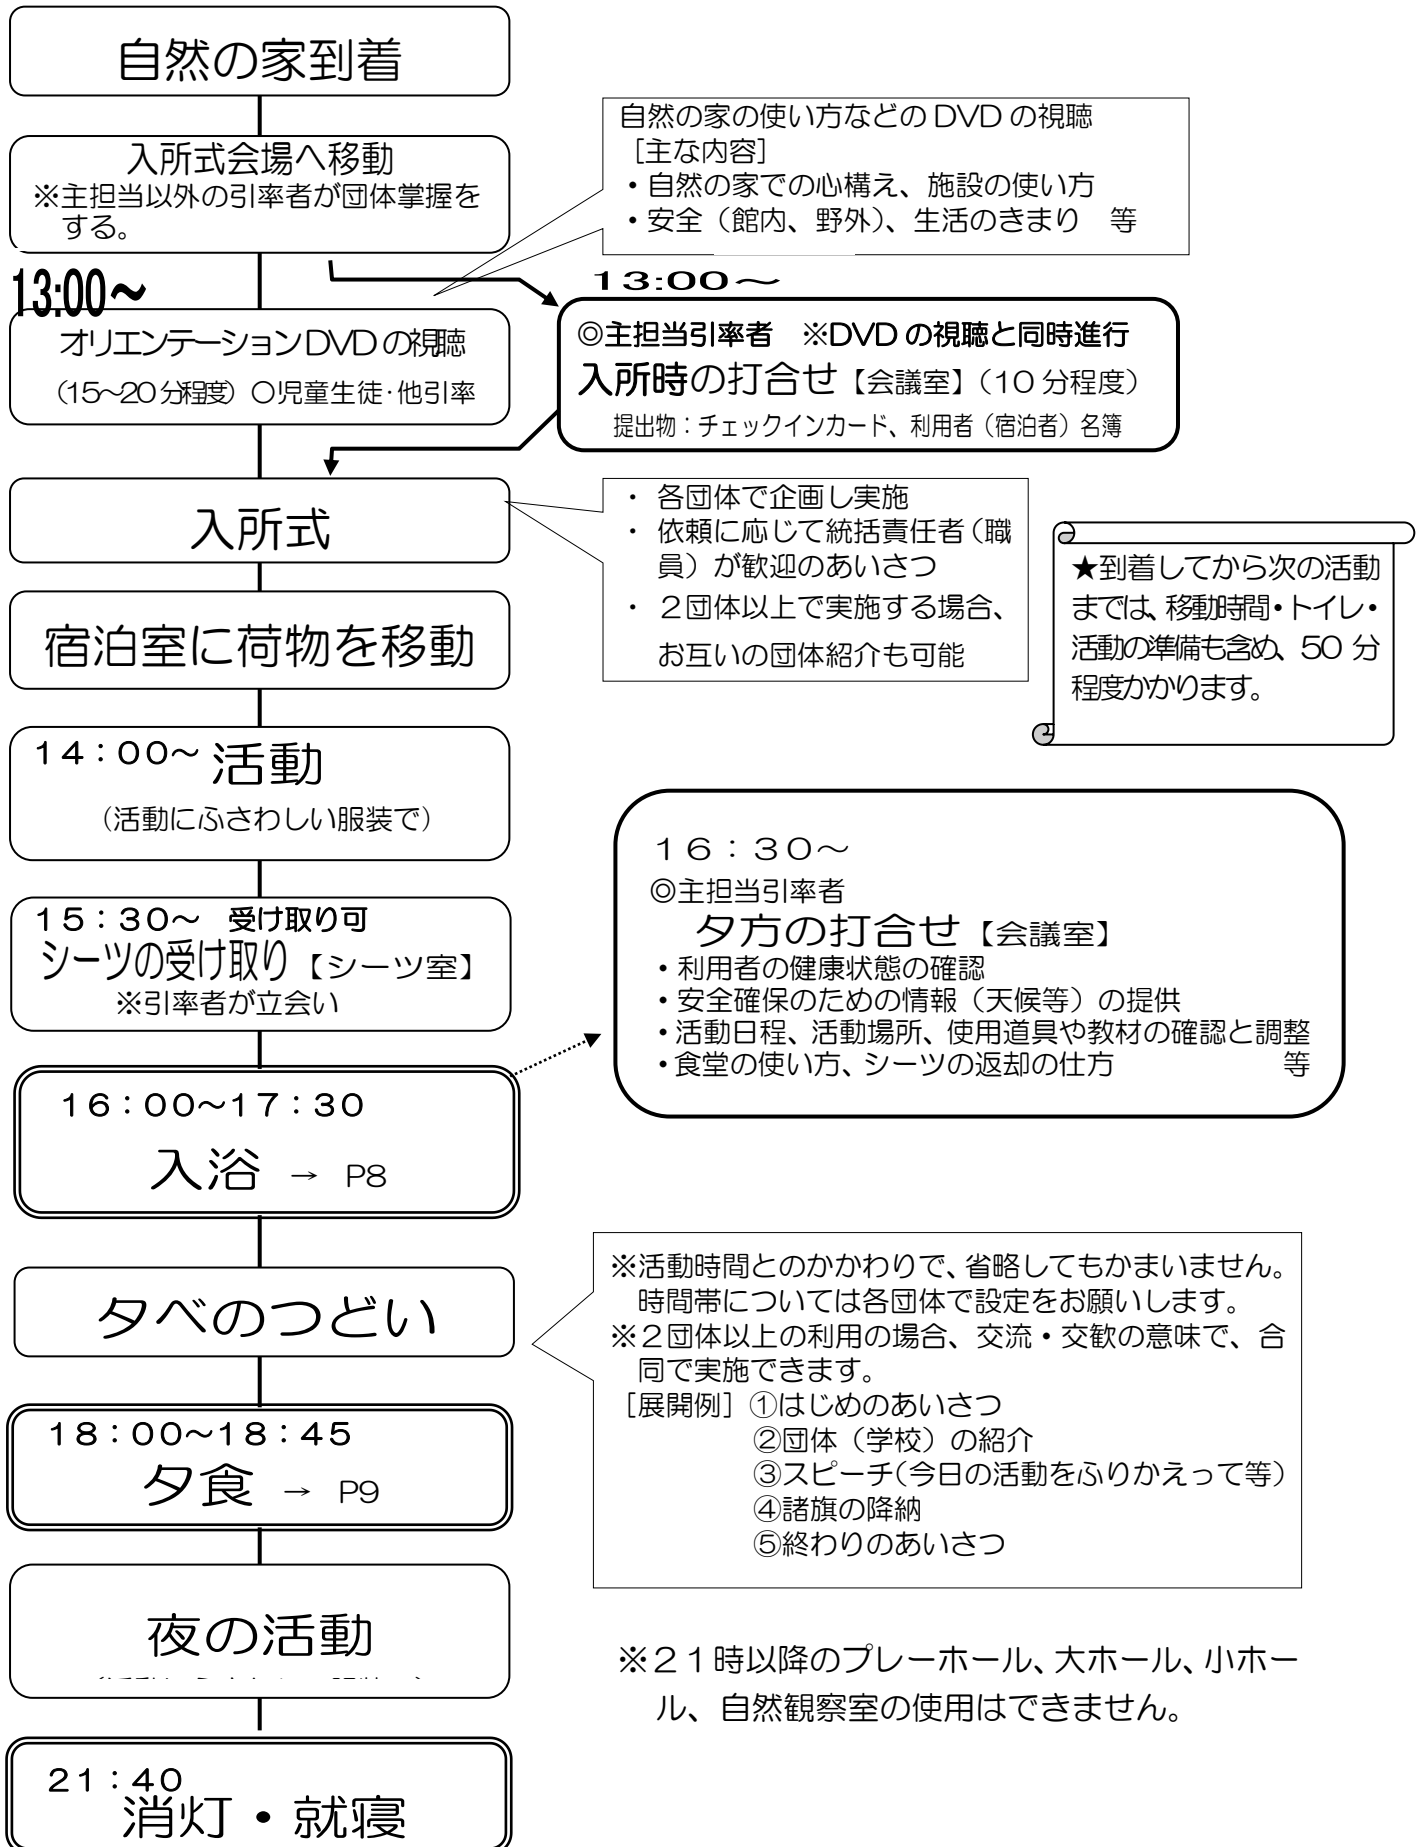 自然の家到着
入所式会場へ移動
※主担当以外の引率者が団体掌握を
する。
自然の家の使い方などのDVDの視聴
[主な内容]
・自然の家での心構え、施設の使い方
・安全（館内、野外）、生活のきまり　等
13:00～
オリエンテーションDVDの視聴
（15～20分程度）〇児童生徒・他引率
13:00～
◎主担当引率者　※DVDの視聴と同時進行
入所時の打合せ【会議室】（10分程度）
提出物：チェックインカード、利用者（宿泊者）名簿
入所式
・ 各団体で企画し実施
・ 依頼に応じて統括責任者（職
員）が歓迎のあいさつ
・ ２団体以上で実施する場合、
お互いの団体紹介も可能
★到着してから次の活動
までは、移動時間・トイレ・
活動の準備も含め、50分
程度かかります。
宿泊室に荷物を移動
14：00～ 活動
（活動にふさわしい服装で）
15：30～　受け取り可
シーツの受け取り【シーツ室】
※引率者が立会い
１６：３０～
◎主担当引率者
夕方の打合せ【会議室】
・利用者の健康状態の確認
・安全確保のための情報（天候等）の提供
・活動日程、活動場所、使用道具や教材の確認と調整
・食堂の使い方、シーツの返却の仕方　　　　　等
16：00～17：30
入浴 → P8
夕べのつどい
※活動時間とのかかわりで、省略してもかまいません。
時間帯については各団体で設定をお願いします。
※２団体以上の利用の場合、交流・交歓の意味で、合
同で実施できます。
［展開例］①はじめのあいさつ
②団体（学校）の紹介
③スピーチ（今日の活動をふりかえって等）
④諸旗の降納
⑤終わりのあいさつ
18：00～18：45
夕食 → P9
夜の活動
※２１時以降のプレーホール、大ホール、小ホー
ル、自然観察室の使用はできません。
21：40
消灯・就寝